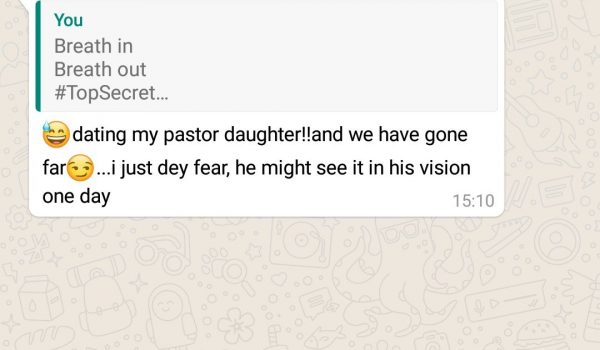 You
Breath in
Breath out
#TopSecret...
😅dating my pastor daughter!!and we have gone
far😏...i just dey fear, he might see it in his vision
one day
15:10